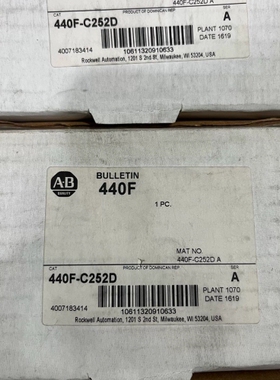 440F-C252D A
CAT PRODUCT OF DOMINICAN REP SER
440F-C252D A
4007183414 PLANT 1070
10611320910633 DATE 1619
Rockwell Automation, 1201 S 2nd St, Milwaukee, WI 53204, USA
AB BULLETIN
QUALITY 440F
1 PC.
MAT NO.
440F-C252D A
CAT PRODUCT OF DOMINICAN REP SER
440F-C252D A
4007183414 PLANT 1070
10611320910633 DATE 1619
Rockwell Automation, 1201 S 2nd St, Milwaukee, WI 53204, USA.